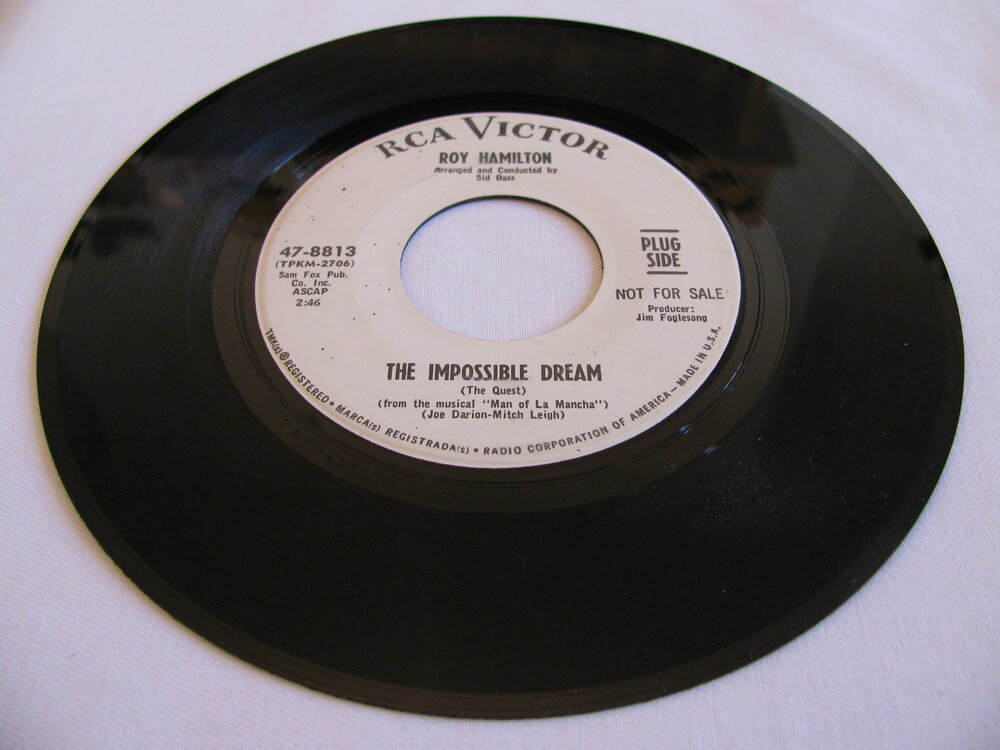 RCA VICTOR
ROY HAMILTON
Arranged and Conducted by
Sid Bass
47-8813
(TPKM-2706)
Sam Fox Pub.
Co. Inc.
ASCAP
2:46
PLUG
SIDE
NOT FOR SALE
Producer:
Jim Foglesong
THE IMPOSSIBLE DREAM
(The Quest)
(from the musical "Man of La Mancha")
(Joe Darion-Mitch Leigh)
TMK(s) ® REGISTERED • MARCA(s) REGISTRADA(s) • RADIO CORPORATION OF AMERICA — MADE IN U.S.A.